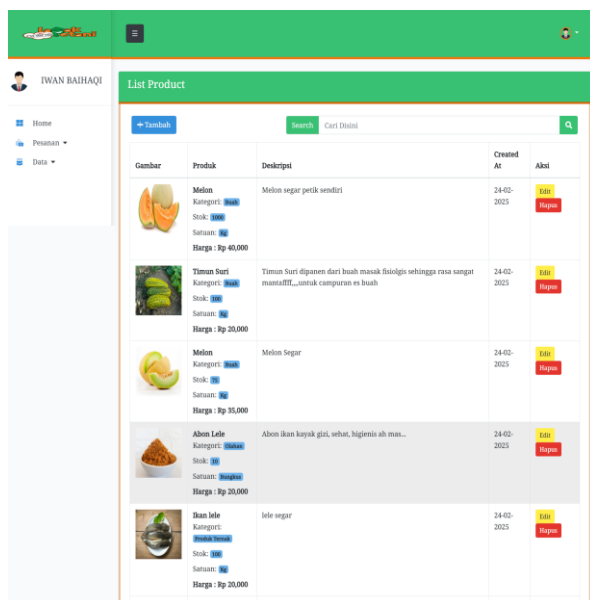 IWAN BAIHAQI
Home
Pesanan
Data
List Product
Tambah
Search Cari Disini
Gambar Produk Deskripsi Created At Aksi
Melon
Kategori: Buah
Stok: 1000
Satuan: Kg
Harga : Rp 40,000
Melon segar petik sendiri
24-02-
2025
Edit
Hapus
Timun Suri
Kategori: Buah
Stok: 100
Satuan: Kg
Harga : Rp 20,000
Timun Suri dipanen dari buah masak fisiolgis sehingga rasa sangat
mantaffff,,,untuk campuran es buah
24-02-
2025
Edit
Hapus
Melon
Kategori: Buah
Stok: 75
Satuan: Kg
Harga : Rp 35,000
Melon Segar
24-02-
2025
Edit
Hapus
Abon Lele
Kategori: Olahan
Stok: 10
Satuan: Bungkus
Harga : Rp 20,000
Abon ikan kayak gizi, sehat, higienis ah mas...
24-02-
2025
Edit
Hapus
Ikan lele
Kategori:
Produk Ternak
Stok: 100
Satuan: Kg
Harga : Rp 20,000
lele segar
24-02-
2025
Edit
Hapus